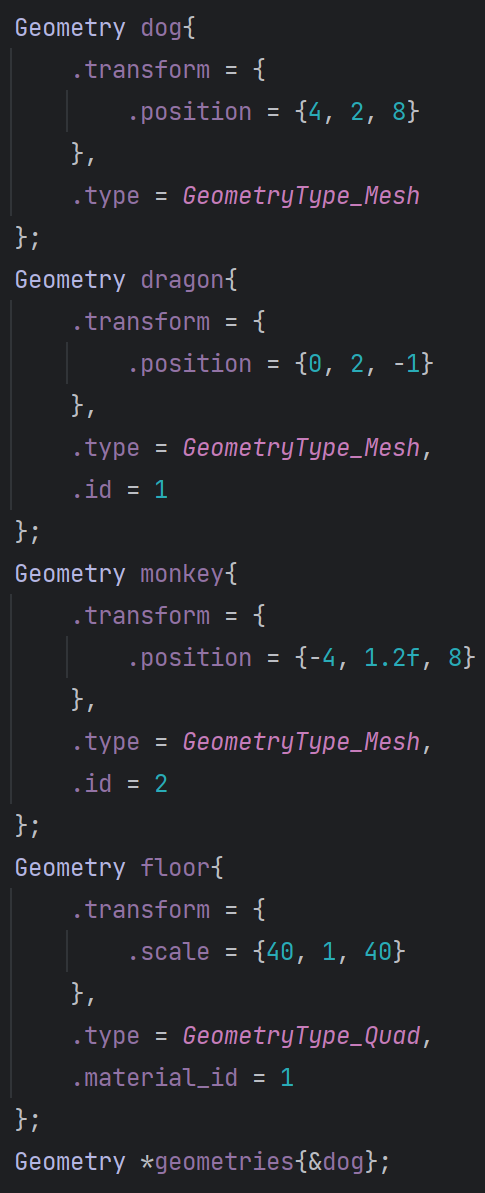 Geometry dog{
    .transform = {
        .position = {4, 2, 8}
    },
    .type = GeometryType_Mesh
};
Geometry dragon{
    .transform = {
        .position = {0, 2, -1}
    },
    .type = GeometryType_Mesh,
    .id = 1
};
Geometry monkey{
    .transform = {
        .position = {-4, 1.2f, 8}
    },
    .type = GeometryType_Mesh,
    .id = 2
};
Geometry floor{
    .transform = {
        .scale = {40, 1, 40}
    },
    .type = GeometryType_Quad,
    .material_id = 1
};
Geometry *geometries{&dog};